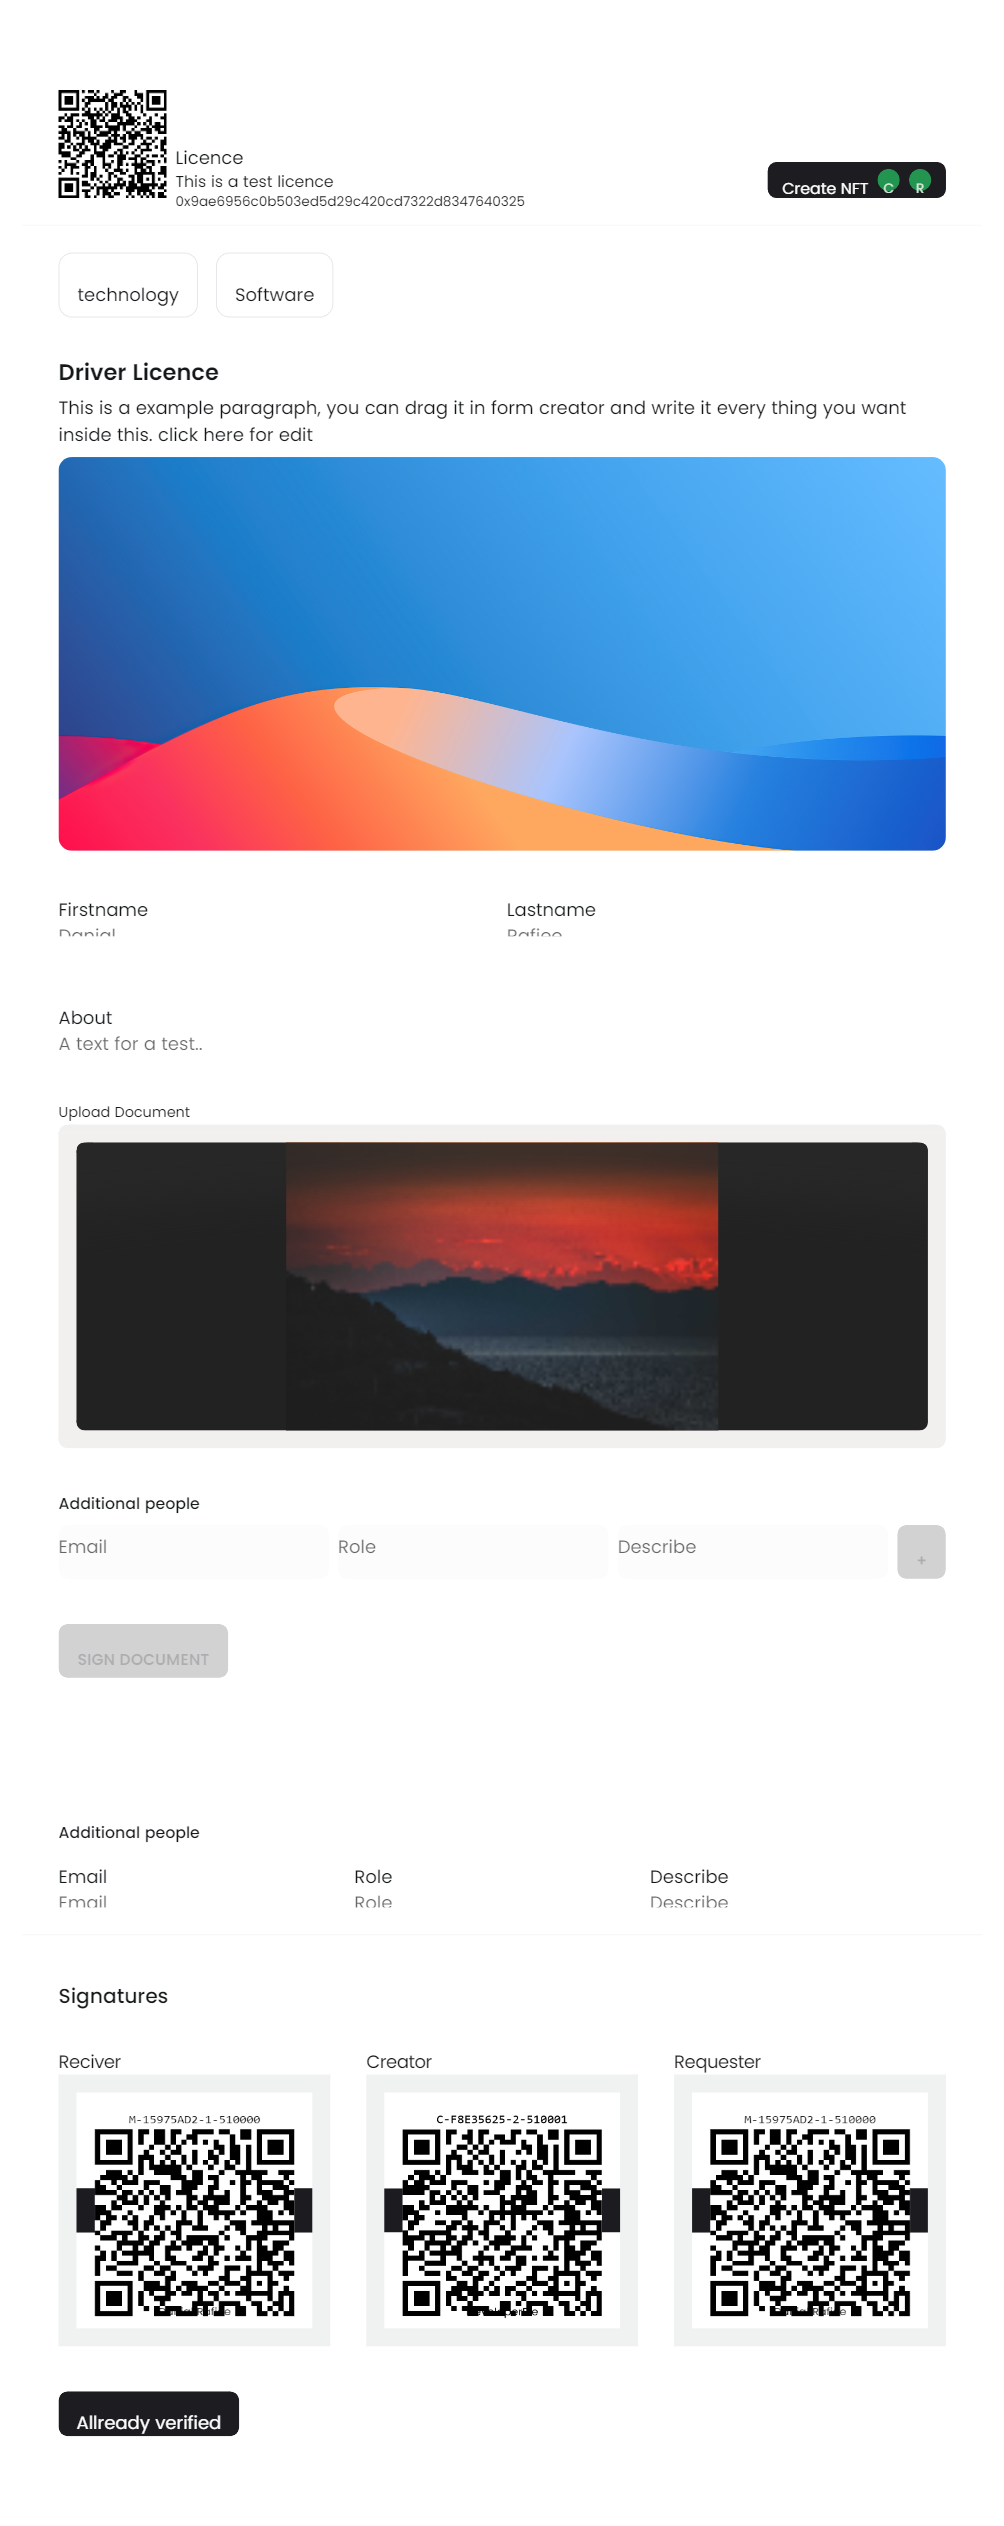 Licence
This is a test licence
0x9ae6956c0b503ed5d29c420cd7322d8347640325
Create NFT C R
technology Software
Driver Licence
This is a example paragraph, you can drag it in form creator and write it every thing you want
inside this. click here for edit
Firstname Lastname
Danial Rafiee
About
A text for a test..
Upload Document
Additional people
Email Role Describe +
SIGN DOCUMENT
Additional people
Email Role Describe
Email Role Describe
Signatures
Reciver Creator Requester
M-15975AD2-1-510000 C-F8E35625-2-510001 M-15975AD2-1-510000
Allready verified